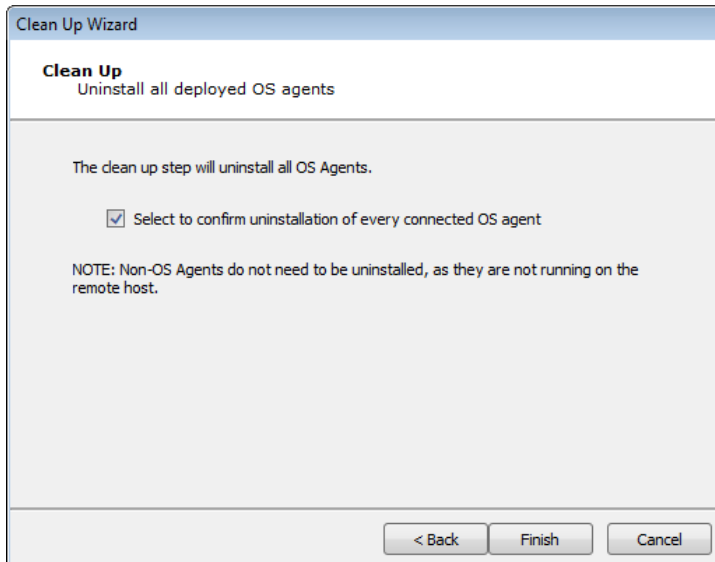 Clean Up Wizard
Clean Up
Uninstall all deployed OS agents
The clean up step will uninstall all OS Agents.
Select to confirm uninstallation of every connected OS agent
NOTE: Non-OS Agents do not need to be uninstalled, as they are not running on the
remote host.
< Back Finish Cancel